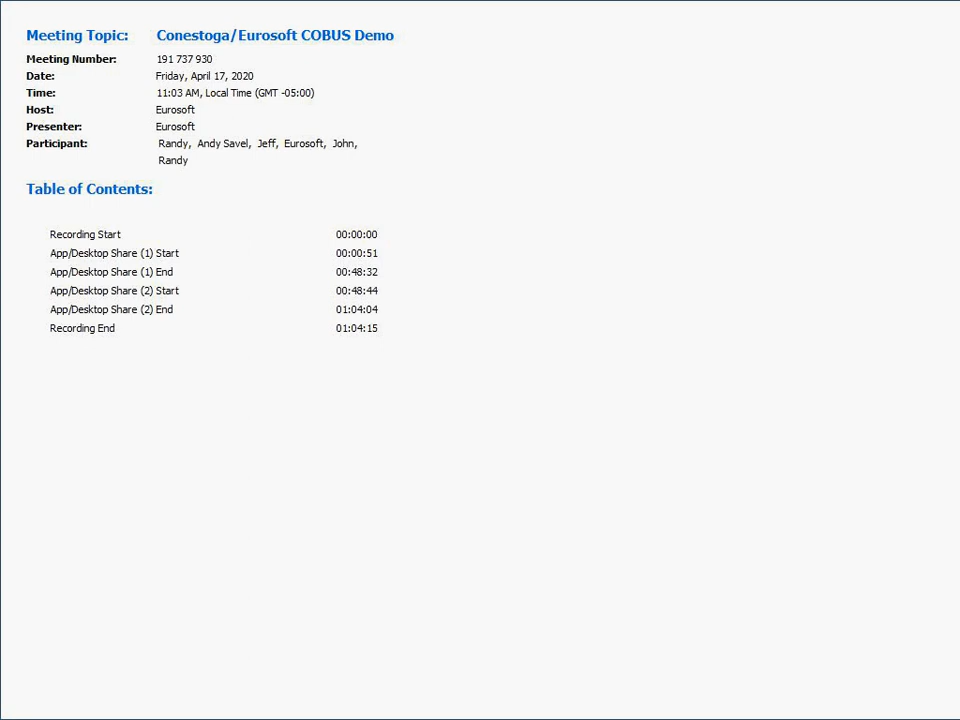 Meeting Topic: Conestoga/Eurosoft COBUS Demo
Meeting Number: 191 737 930
Date: Friday, April 17, 2020
Time: 11:03 AM, Local Time (GMT -05:00)
Host: Eurosoft
Presenter: Eurosoft
Participant: Randy, Andy Savel, Jeff, Eurosoft, John,
Randy
Table of Contents:
Recording Start 00:00:00
App/Desktop Share (1) Start 00:00:51
App/Desktop Share (1) End 00:48:32
App/Desktop Share (2) Start 00:48:44
App/Desktop Share (2) End 01:04:04
Recording End 01:04:15